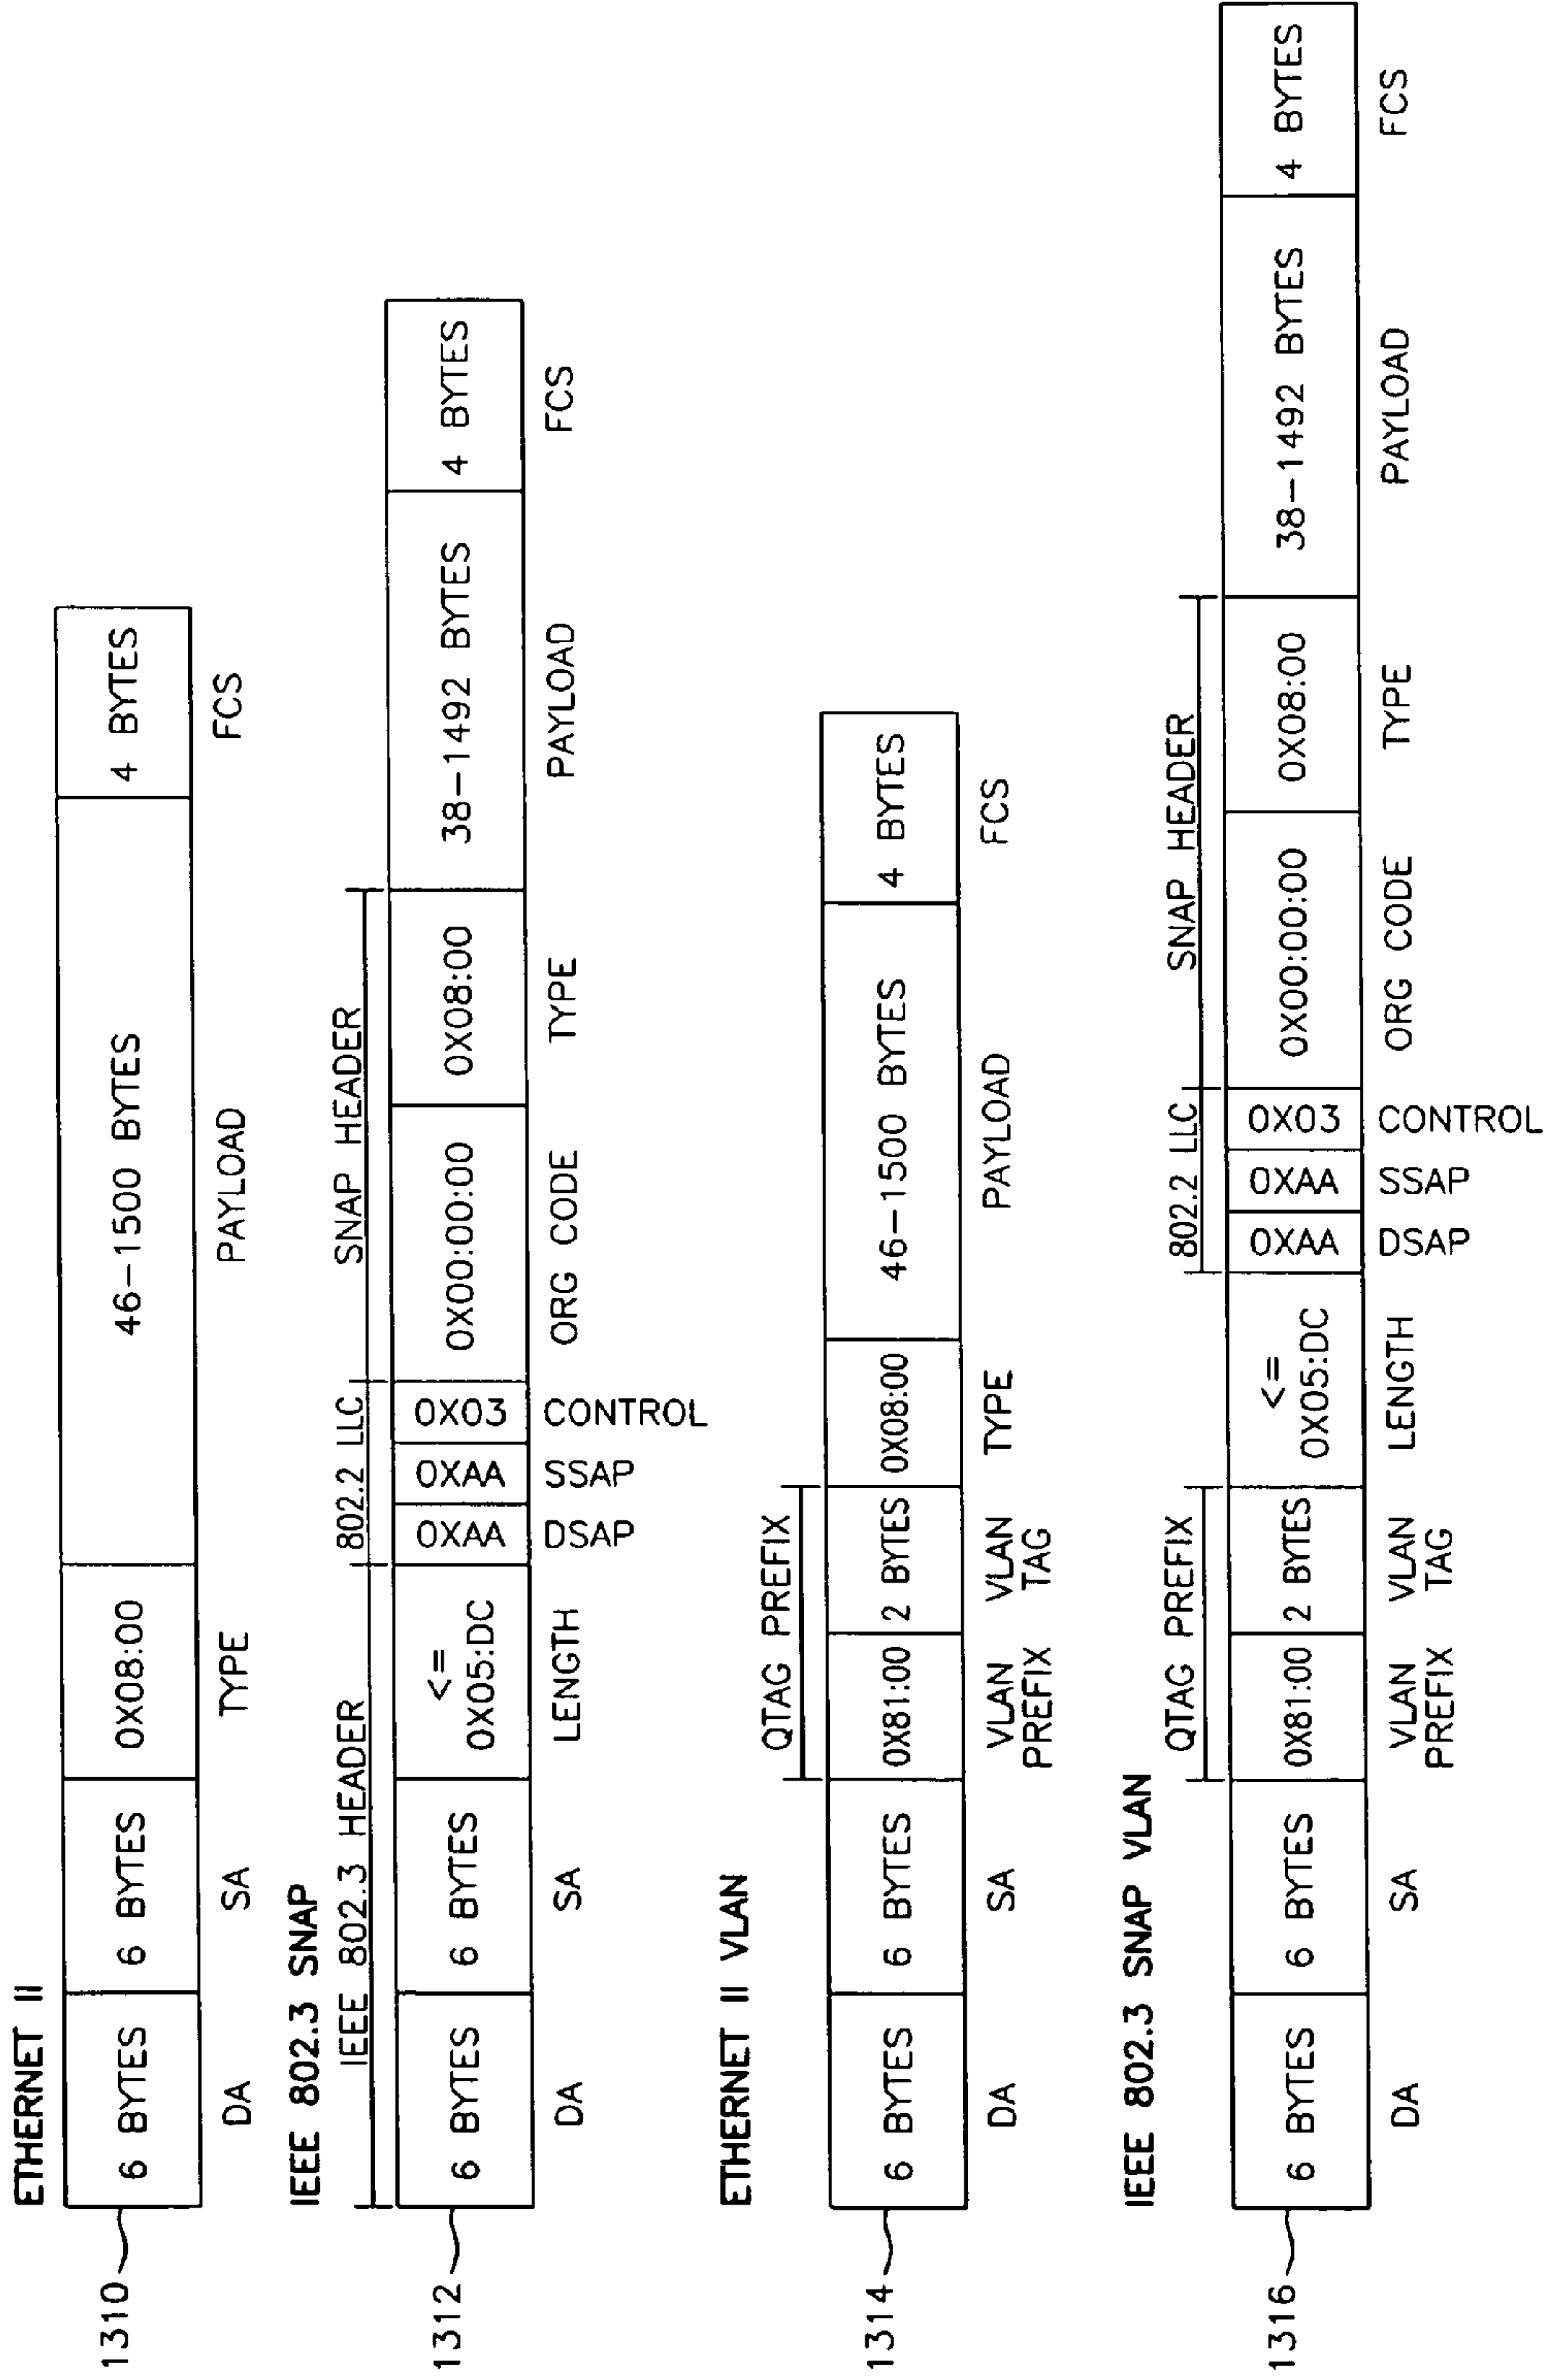 ETHERNET II
1310
6 BYTES 6 BYTES 0X08:00 46-1500 BYTES 4 BYTES
DA SA TYPE PAYLOAD FCS
IEEE 802.3 SNAP
IEEE 802.3 HEADER 802.2 LLC SNAP HEADER
1312
6 BYTES 6 BYTES <= 0X05:DC 0XAA 0XAA 0X03 0X00:00:00 0X08:00 38-1492 BYTES 4 BYTES
DA SA LENGTH DSAP SSAP CONTROL ORG CODE TYPE PAYLOAD FCS
ETHERNET II VLAN
QTAG PREFIX
1314
6 BYTES 6 BYTES 0X81:00 2 BYTES 0X08:00 46-1500 BYTES 4 BYTES
DA SA VLAN PREFIX VLAN TAG TYPE PAYLOAD FCS
IEEE 802.3 SNAP VLAN
QTAG PREFIX 802.2 LLC SNAP HEADER
1316
6 BYTES 6 BYTES 0X81:00 2 BYTES <= 0X05:DC 0XAA 0XAA 0X03 0X00:00:00 0X08:00 38-1492 BYTES 4 BYTES
DA SA VLAN PREFIX VLAN TAG LENGTH DSAP SSAP CONTROL ORG CODE TYPE PAYLOAD FCS